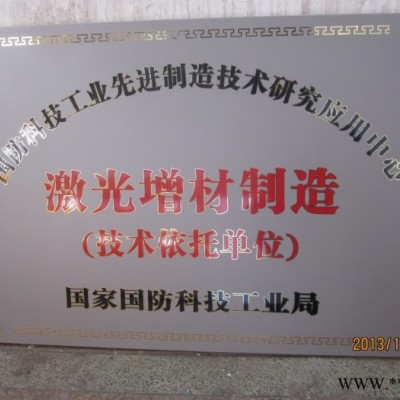 国防科技工业先进制造技术研究应用中心
激光增材制造
(技术依托单位)
国家国防科技工业局
2013/1
www.*